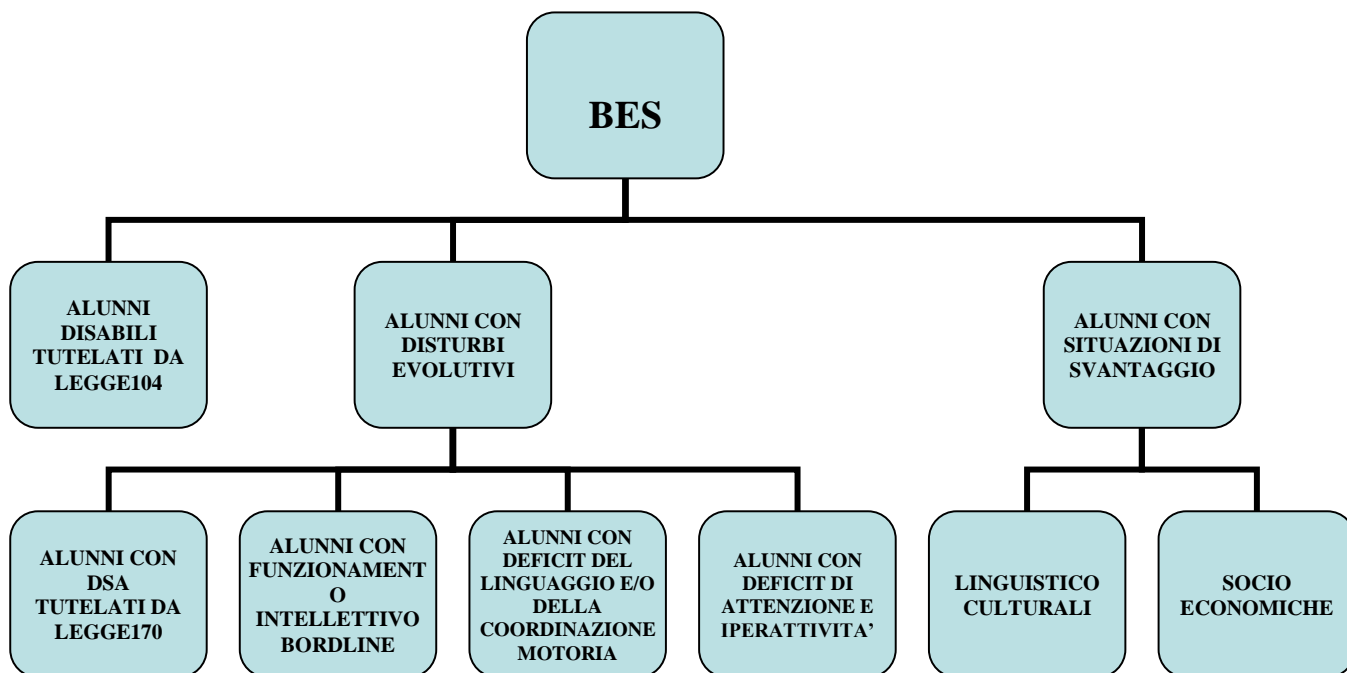 BES
ALUNNI
DISABILI
TUTELATI DA
LEGGE104
ALUNNI CON
DISTURBI
EVOLUTIVI
ALUNNI CON
SITUAZIONI DI
SVANTAGGIO
ALUNNI CON
DSA
TUTELATI DA
LEGGE170
ALUNNI CON
FUNZIONAMENT
O
INTELLETTIVO
BORDLINE
ALUNNI CON
DEFICIT DEL
LINGUAGGIO E/O
DELLA
COORDINAZIONE
MOTORIA
ALUNNI CON
DEFICIT DI
ATTENZIONE E
IPERATTIVITA’
LINGUISTICO
CULTURALI
SOCIO
ECONOMICHE